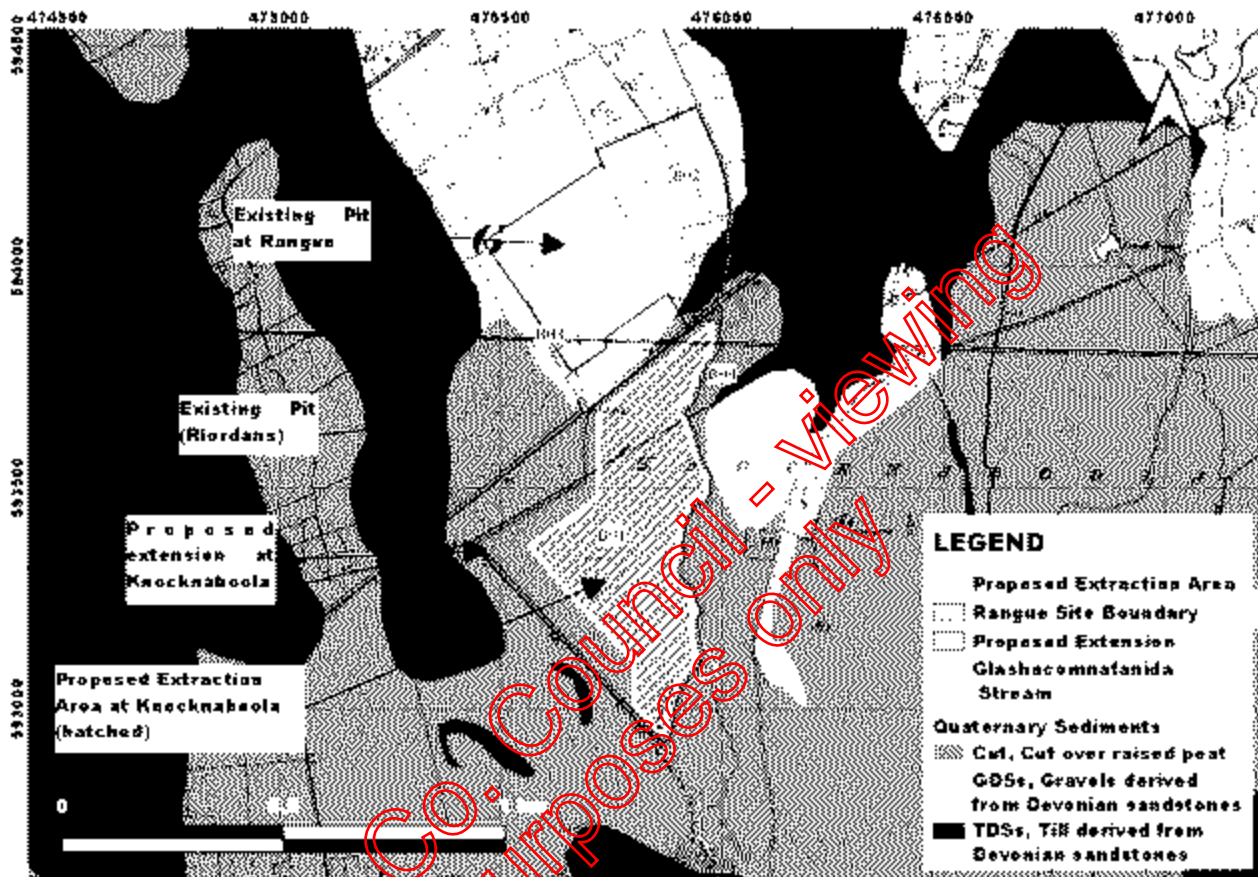 474500 475000 475500 476000 476500 477000
594500
594000
593500
593000
Existing Pit
at Rangue
Existing Pit
(Riordans)
Proposed
extension at
Knocknaboola
Proposed Extraction
Area at Knocknaboola
(hatched)
0
Co. Council - viewing
purposes only
LEGEND
Proposed Extraction Area
Rangue Site Boundary
Proposed Extension
Glashacomnafanida
Stream
Quaternary Sediments
Cut, Cut over raised peat
GDSs, Gravels derived
from Devonian sandstones
TDSs, Till derived from
Devonian sandstones